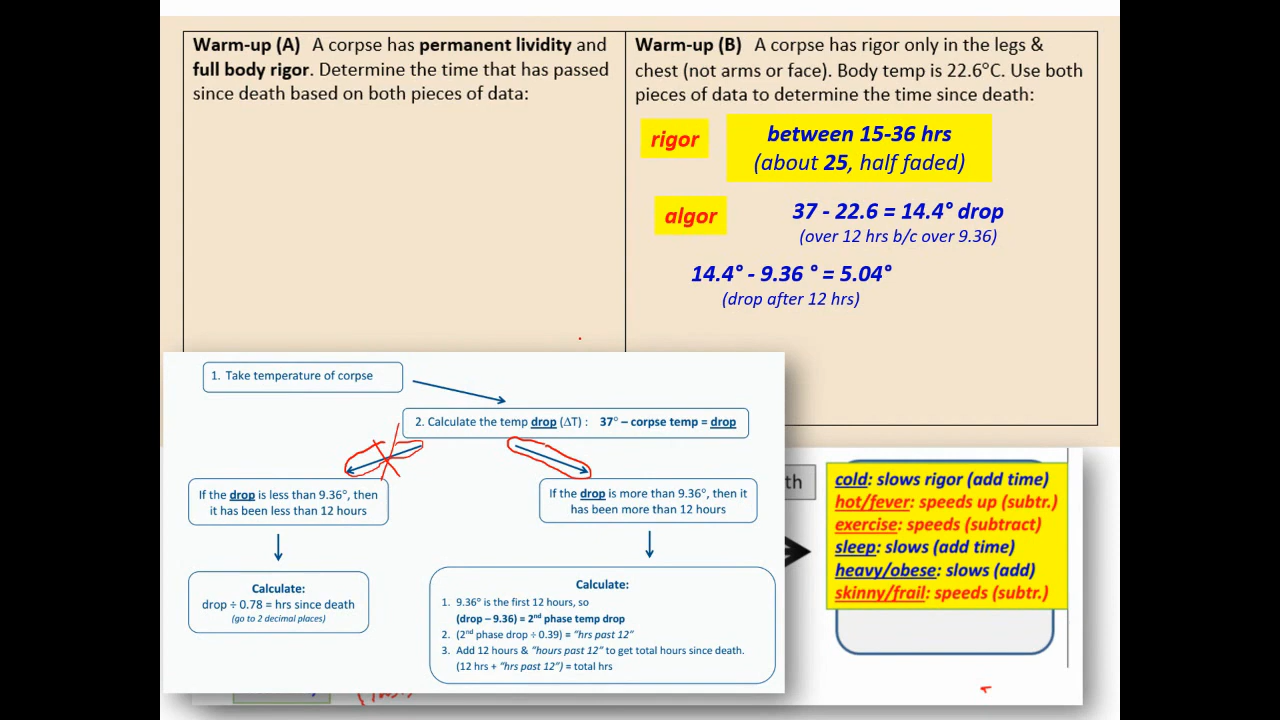 Warm-up (A) A corpse has permanent lividity and
full body rigor. Determine the time that has passed
since death based on both pieces of data:
Warm-up (B) A corpse has rigor only in the legs &
chest (not arms or face). Body temp is 22.6°C. Use both
pieces of data to determine the time since death:
rigor
between 15-36 hrs
(about 25, half faded)
algor
37 - 22.6 = 14.4° drop
(over 12 hrs b/c over 9.36)
14.4° - 9.36 ° = 5.04°
(drop after 12 hrs)
1. Take temperature of corpse
2. Calculate the temp drop (ΔT) : 37° – corpse temp = drop
If the drop is less than 9.36°, then
it has been less than 12 hours
If the drop is more than 9.36°, then it
has been more than 12 hours
Calculate:
drop ÷ 0.78 = hrs since death
(go to 2 decimal places)
Calculate:
1. 9.36° is the first 12 hours, so
(drop – 9.36) = 2nd phase temp drop
2. (2nd phase drop ÷ 0.39) = "hrs past 12"
3. Add 12 hours & "hours past 12" to get total hours since death.
(12 hrs + "hrs past 12") = total hrs
th
cold: slows rigor (add time)
hot/fever: speeds up (subtr.)
exercise: speeds (subtract)
sleep: slows (add time)
heavy/obese: slows (add)
skinny/frail: speeds (subtr.)